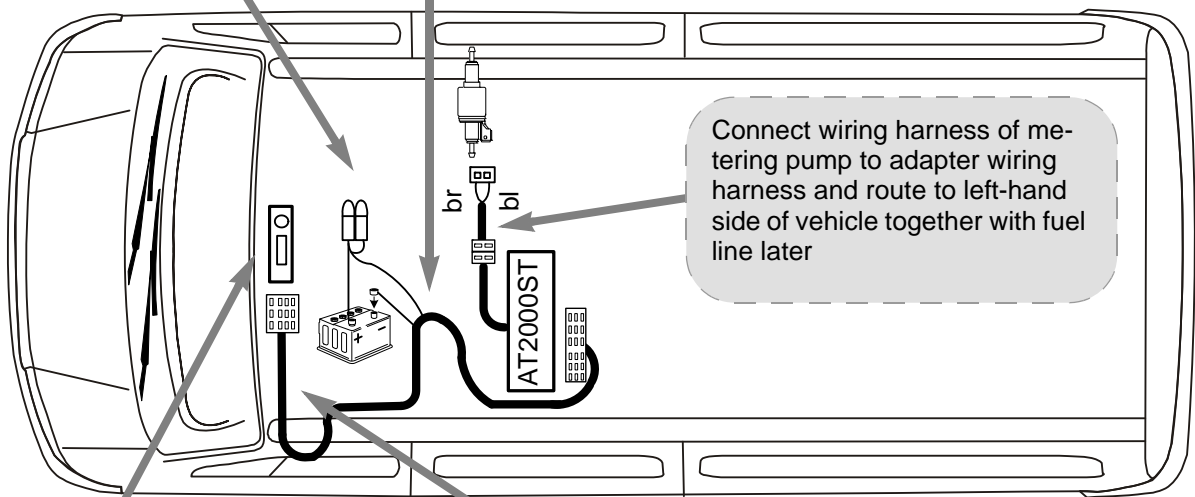 Connect wiring harness of me-
tering pump to adapter wiring
harness and route to left-hand
side of vehicle together with fuel
line later
br
bl
AT2000ST
+
-